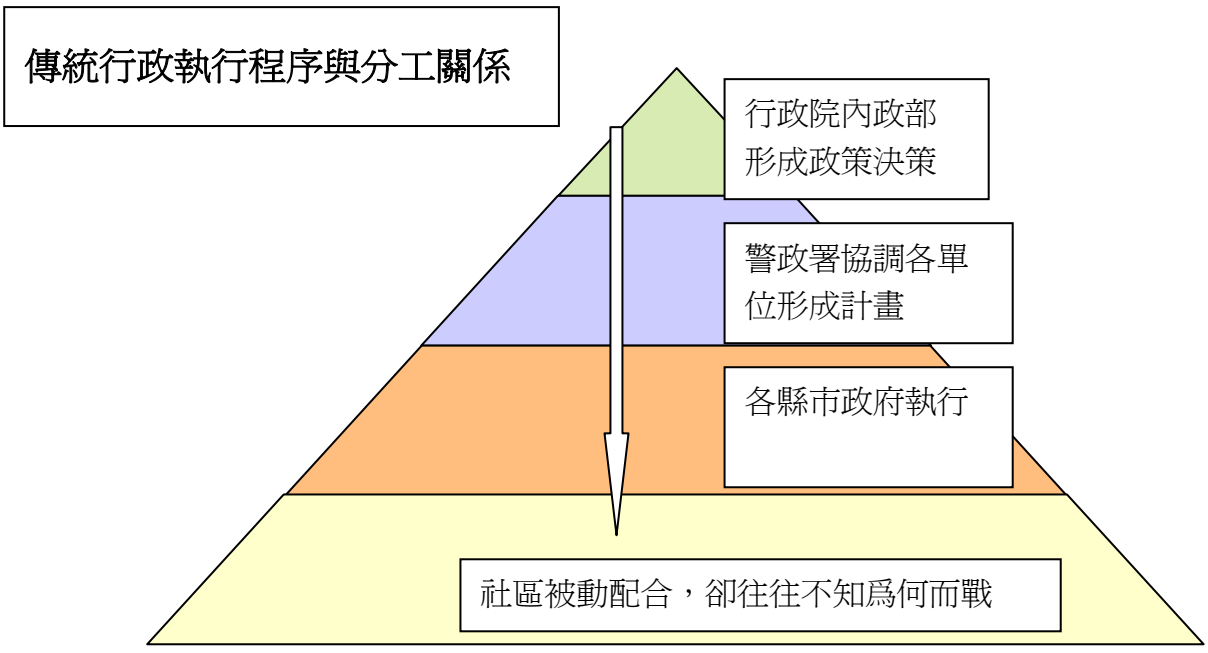 傳統行政執行程序與分工關係
行政院內政部
形成政策決策
警政署協調各單
位形成計畫
各縣市政府執行
社區被動配合，卻往往不知為何而戰